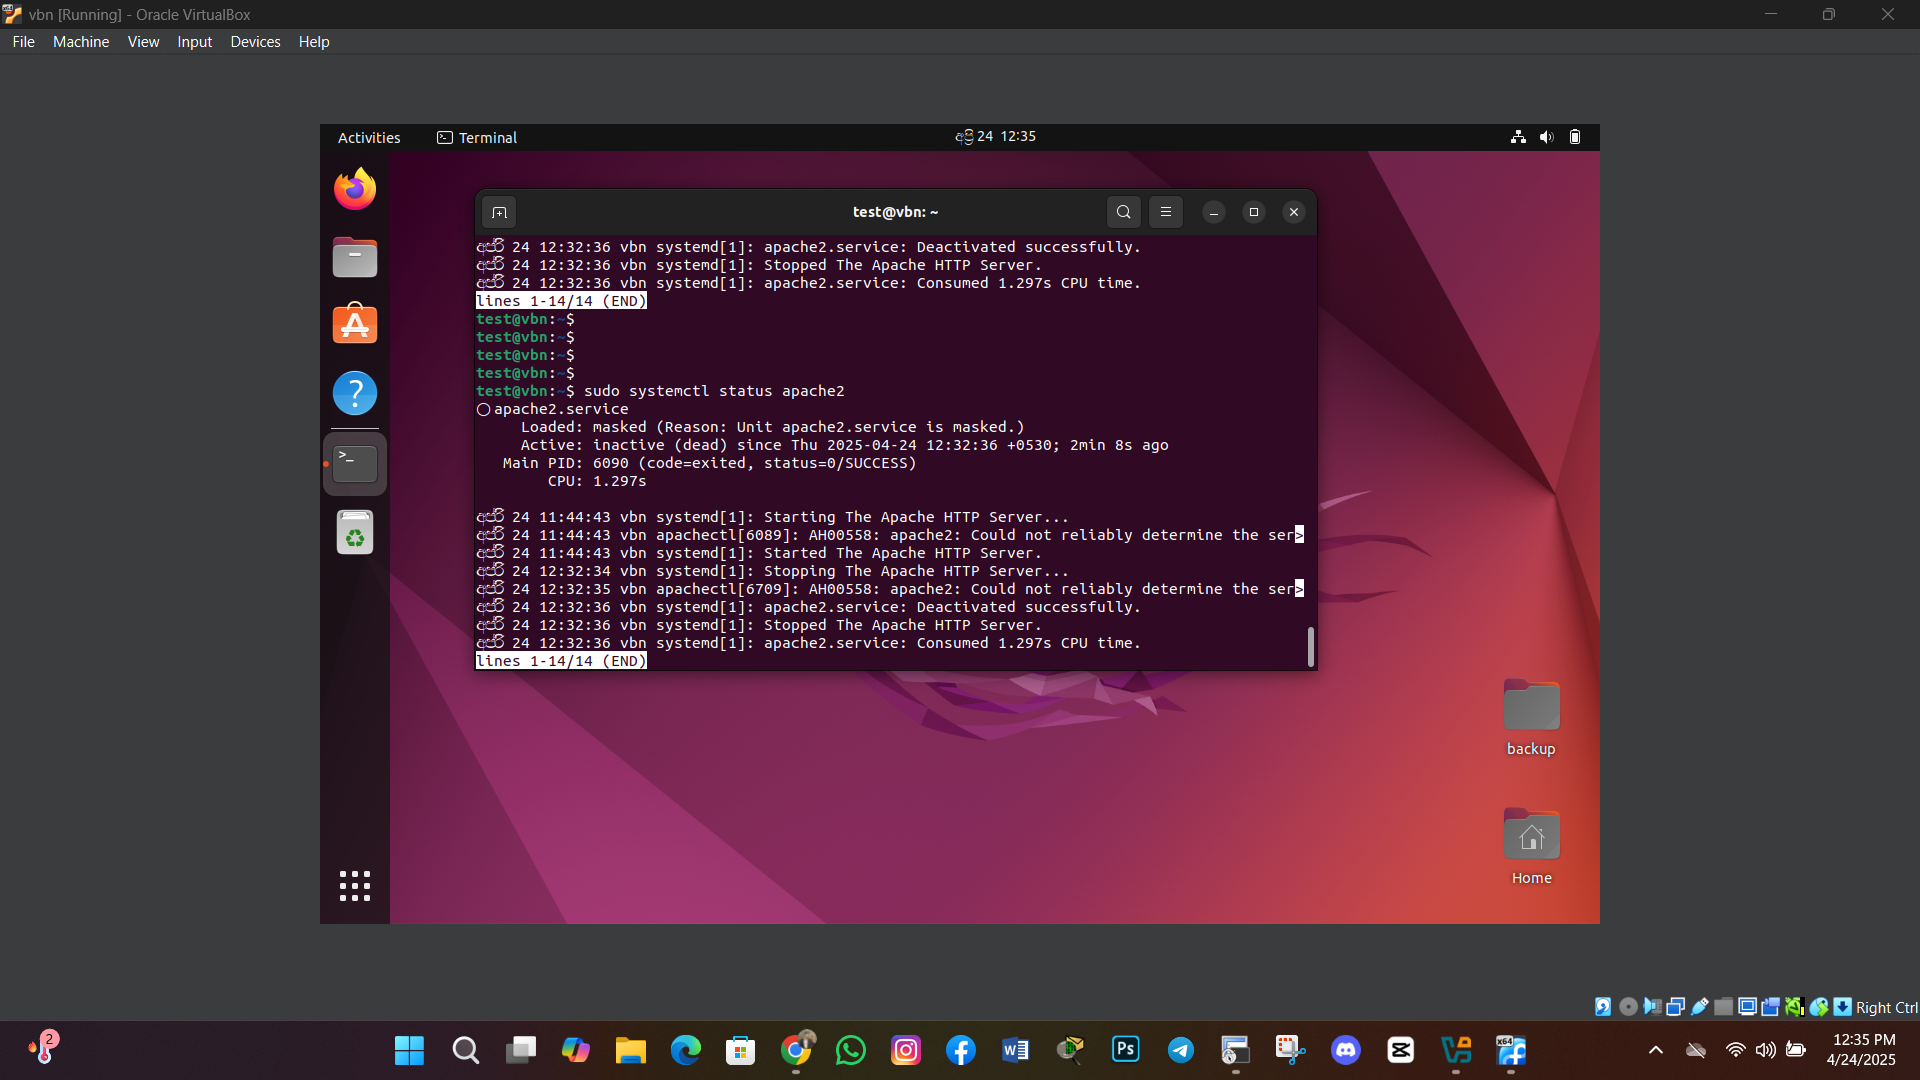 vbn [Running] - Oracle VirtualBox
File Machine View Input Devices Help
Activities Terminal 24 12:35
test@vbn: ~
24 12:32:36 vbn systemd[1]: apache2.service: Deactivated successfully.
24 12:32:36 vbn systemd[1]: Stopped The Apache HTTP Server.
24 12:32:36 vbn systemd[1]: apache2.service: Consumed 1.297s CPU time.
lines 1-14/14 (END)
test@vbn:~$
test@vbn:~$
test@vbn:~$
test@vbn:~$
test@vbn:~$ sudo systemctl status apache2
○ apache2.service
Loaded: masked (Reason: Unit apache2.service is masked.)
Active: inactive (dead) since Thu 2025-04-24 12:32:36 +0530; 2min 8s ago
Main PID: 6090 (code=exited, status=0/SUCCESS)
CPU: 1.297s
24 11:44:43 vbn systemd[1]: Starting The Apache HTTP Server...
24 11:44:43 vbn apachectl[6089]: AH00558: apache2: Could not reliably determine the ser>
24 11:44:43 vbn systemd[1]: Started The Apache HTTP Server.
24 12:32:34 vbn systemd[1]: Stopping The Apache HTTP Server...
24 12:32:35 vbn apachectl[6709]: AH00558: apache2: Could not reliably determine the ser>
24 12:32:36 vbn systemd[1]: apache2.service: Deactivated successfully.
24 12:32:36 vbn systemd[1]: Stopped The Apache HTTP Server.
24 12:32:36 vbn systemd[1]: apache2.service: Consumed 1.297s CPU time.
lines 1-14/14 (END)
backup
Home
Right Ctrl
2
Ps
x64
12:35 PM
4/24/2025